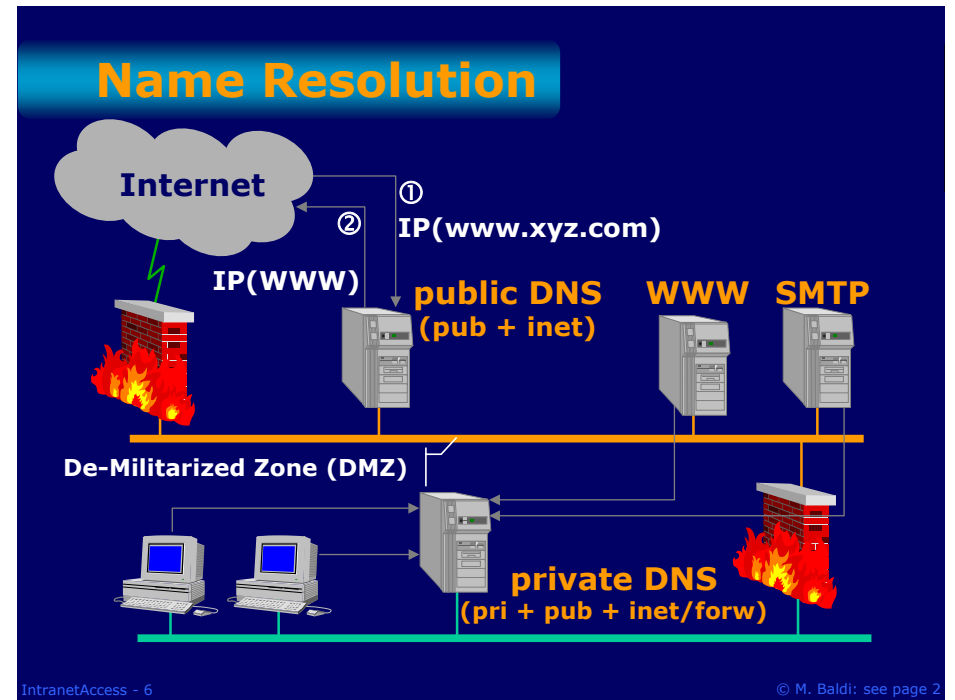 Name Resolution
Internet
①
②
IP(www.xyz.com)
IP(WWW)
public DNS
(pub + inet)
WWW
SMTP
De-Militarized Zone (DMZ)
private DNS
(pri + pub + inet/forw)
IntranetAccess - 6
© M. Baldi: see page 2